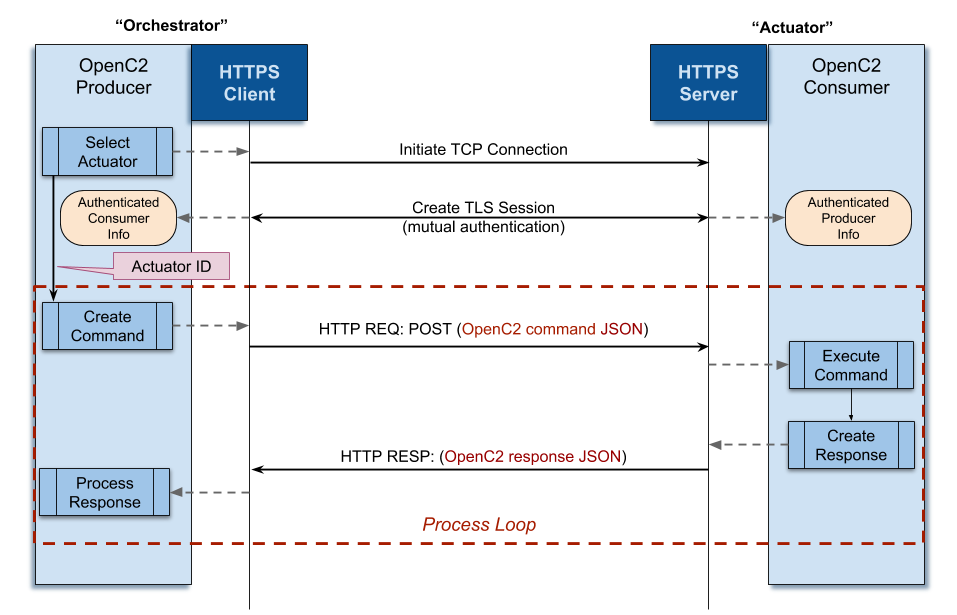 “Orchestrator”
“Actuator”
OpenC2
Producer
HTTPS
Client
HTTPS
Server
OpenC2
Consumer
Select
Actuator
Initiate TCP Connection
Authenticated
Consumer
Info
Create TLS Session
(mutual authentication)
Authenticated
Producer
Info
Actuator ID
Create
Command
HTTP REQ: POST (OpenC2 command JSON)
Execute
Command
Create
Response
HTTP RESP: (OpenC2 response JSON)
Process
Response
Process Loop